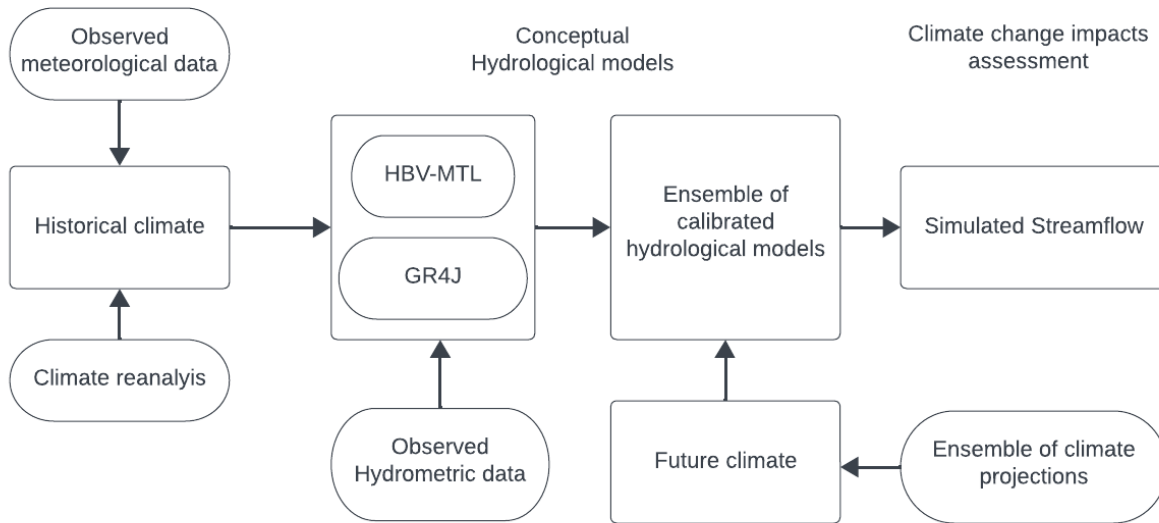 Observed
meteorological data
Conceptual
Hydrological models
Climate change impacts
assessment
HBV-MTL
Historical climate
GR4J
Ensemble of
calibrated
hydrological models
Simulated Streamflow
Climate reanalyis
Observed
Hydrometric data
Future climate
Ensemble of climate
projections